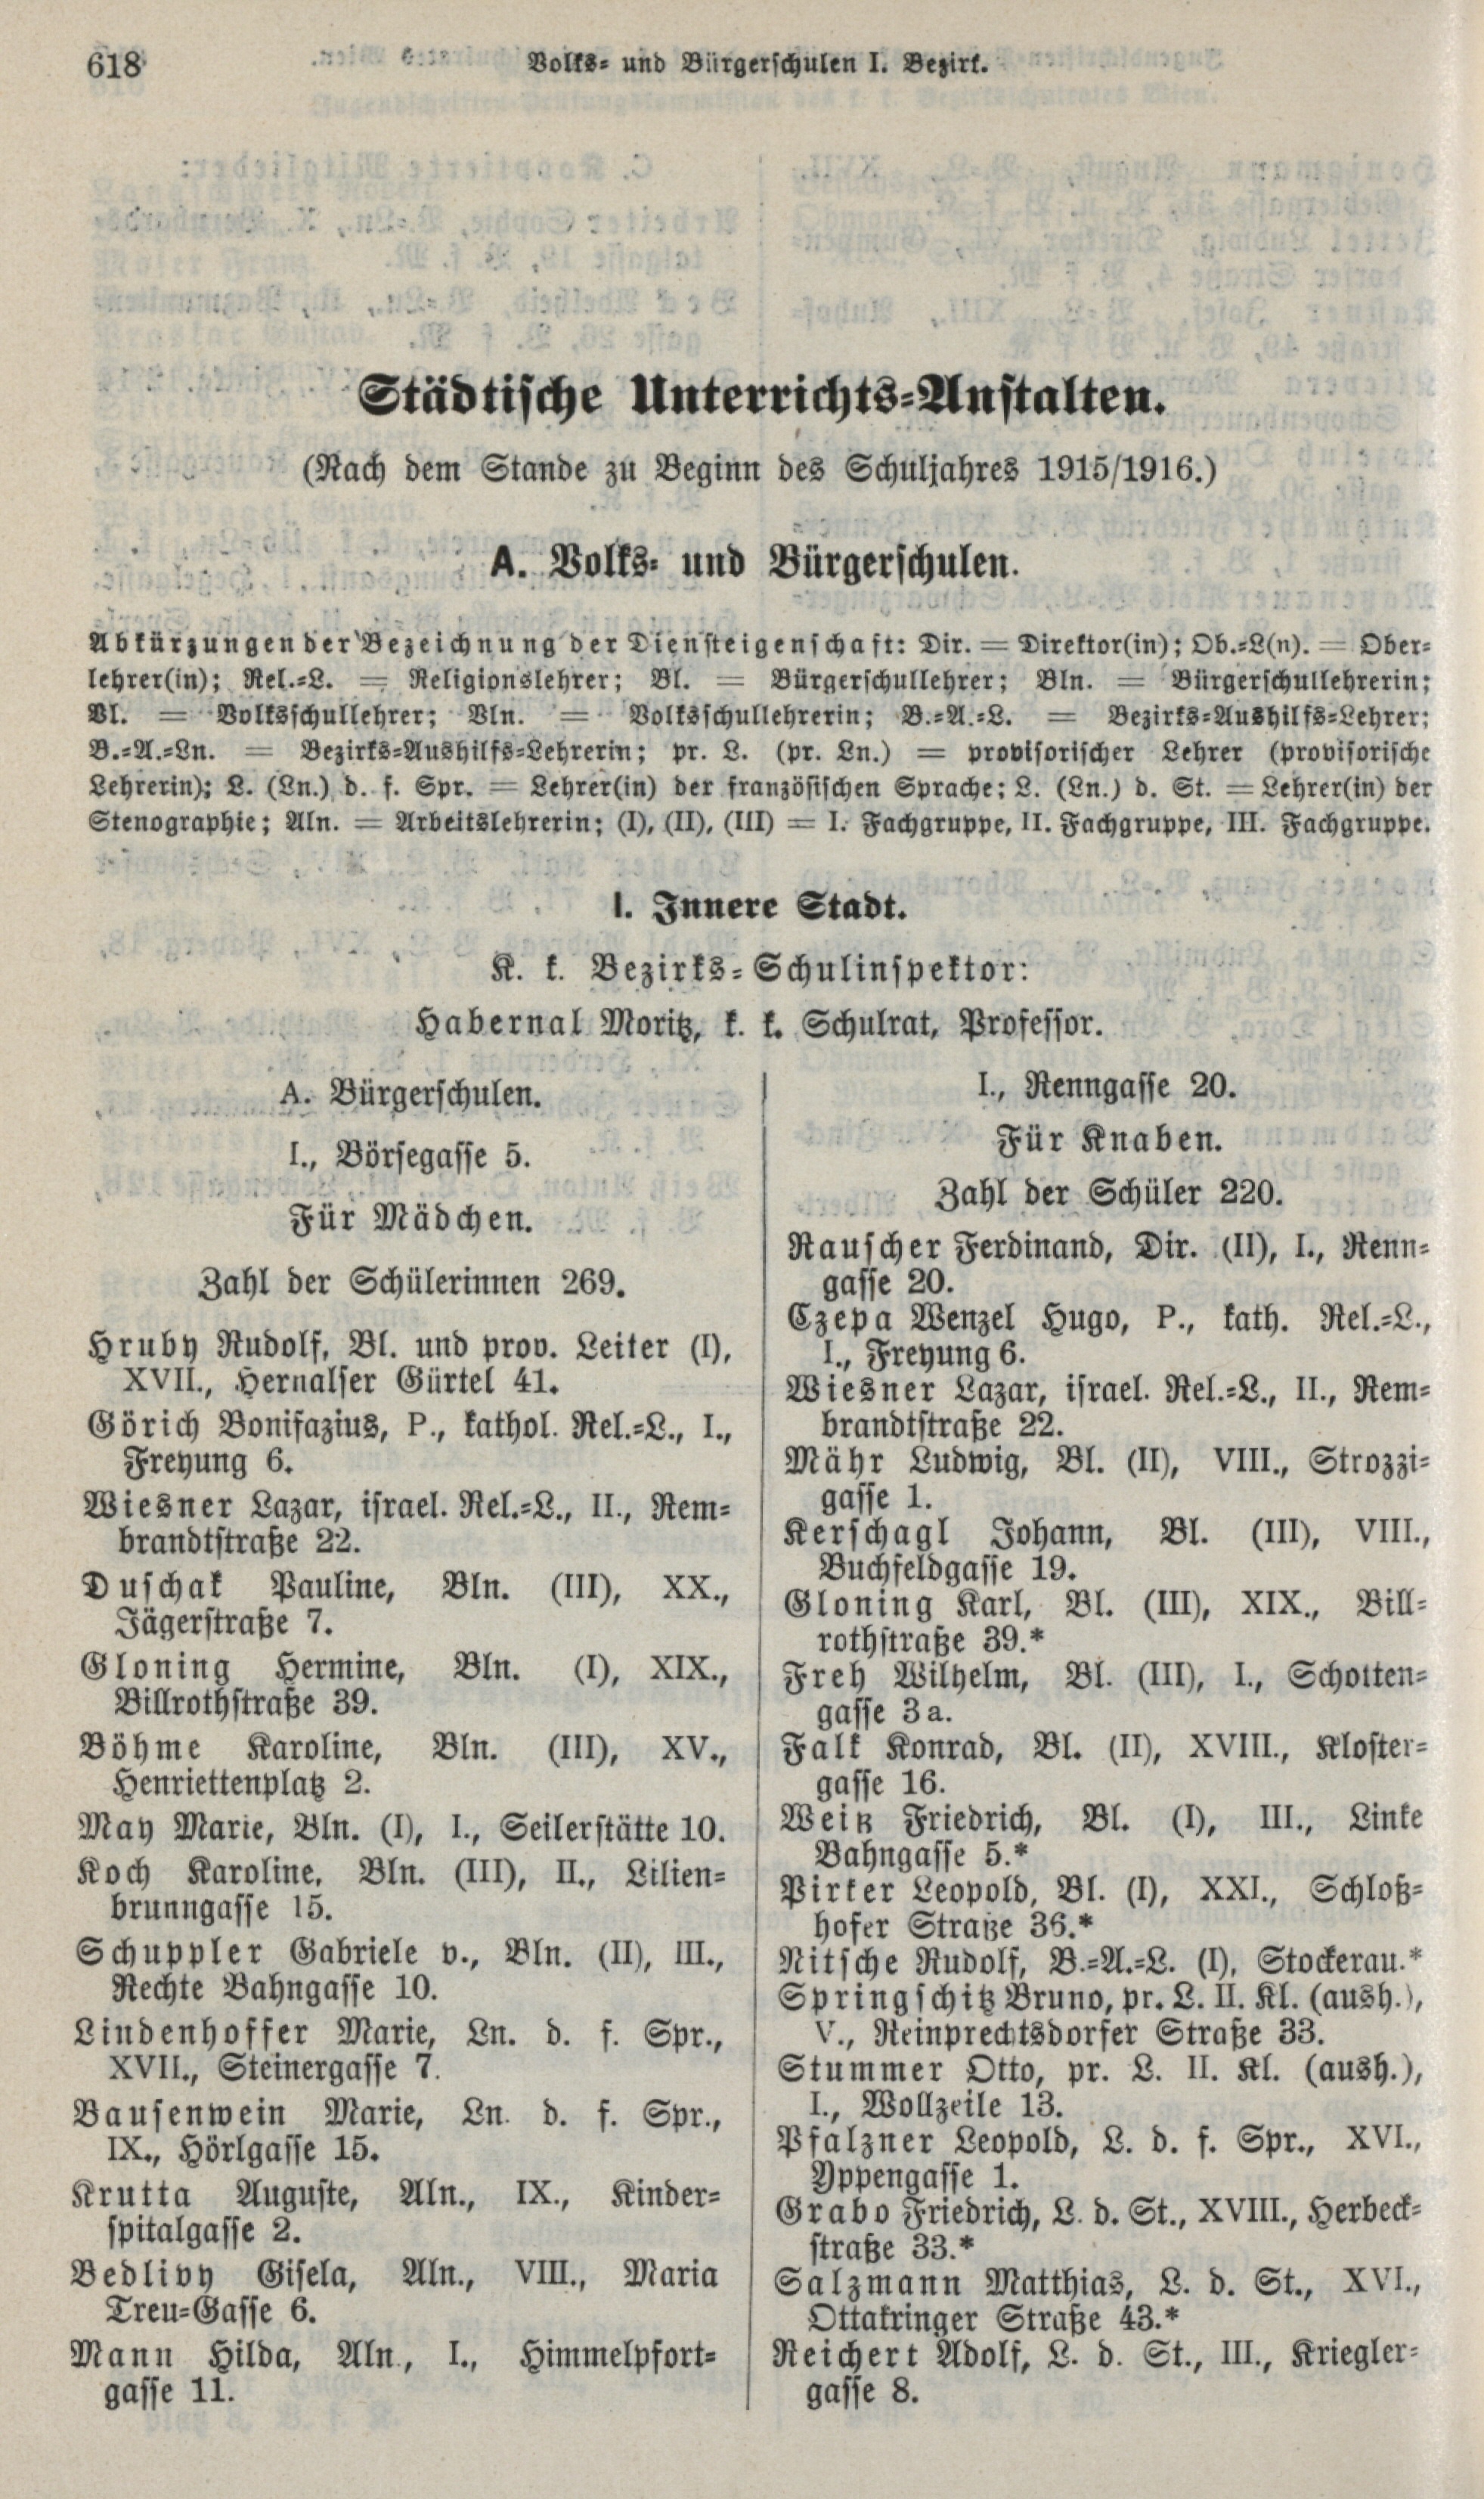 618
Volks- und Bürgerschulen I. Bezirk.
Städtische Unterrichts-Anstalten.
(Nach dem Stande zu Beginn des Schuljahres 1915/1916.)
A. Volks- und Bürgerschulen.
Abkürzungen der Bezeichnung der Diensteigenschaft: Dir. = Direktor(in); Ob.-L(n). = Ober-
lehrer(in); Rel.-L. = Religionslehrer; Bl. = Bürgerschullehrer; Bln. = Bürgerschullehrerin;
Vl. = Volksschullehrer; Vln. = Volksschullehrerin; B.-A.-L. = Bezirks-Aushilfs-Lehrer;
B.-A.-Ln. = Bezirks-Aushilfs-Lehrerin; pr. L. (pr. Ln.) = provisorischer Lehrer (provisorische
Lehrerin); L. (Ln.) d. f. Spr. = Lehrer(in) der französischen Sprache; L. (Ln.) d. St. = Lehrer(in) der
Stenographie; Aln. = Arbeitslehrerin; (I), (II), (III) = I. Fachgruppe, II. Fachgruppe, III. Fachgruppe.
I. Innere Stadt.
K. k. Bezirks-Schulinspektor:
Habernal Moritz, k. k. Schulrat, Professor.
A. Bürgerschulen.
I., Börsegasse 5.
Für Mädchen.
Zahl der Schülerinnen 269.
Hruby Rudolf, Bl. und prov. Leiter (I),
XVII., Hernalser Gürtel 41.
Görich Bonifazius, P., kathol. Rel.-L., I.,
Freyung 6.
Wiesner Lazar, israel. Rel.-L., II., Rem-
brandtstraße 22.
Duschak Pauline, Bln. (III), XX.,
Jägerstraße 7.
Gloning Hermine, Bln. (I), XIX.,
Billrothstraße 39.
Böhme Karoline, Bln. (III), XV.,
Henriettenplatz 2.
May Marie, Bln. (I), I., Seilerstätte 10.
Koch Karoline, Bln. (III), II., Lilien-
brunngasse 15.
Schuppler Gabriele v., Bln. (II), III.,
Rechte Bahngasse 10.
Lindenhoffer Marie, Ln. d. f. Spr.,
XVII., Steinergasse 7.
Bausenwein Marie, Ln. d. f. Spr.,
IX., Hörlgasse 15.
Krutta Auguste, Aln., IX., Kinder-
spitalgasse 2.
Bedlivy Gisela, Aln., VIII., Maria
Treu-Gasse 6.
Mann Hilda, Aln., I., Himmelpfort-
gasse 11.
I., Renngasse 20.
Für Knaben.
Zahl der Schüler 220.
Rauscher Ferdinand, Dir. (II), I., Renn-
gasse 20.
Czepa Wenzel Hugo, P., kath. Rel.-L.,
I., Freyung 6.
Wiesner Lazar, israel. Rel.-L., II., Rem-
brandtstraße 22.
Mähr Ludwig, Bl. (II), VIII., Strozzi-
gasse 1.
Kerschagl Johann, Bl. (III), VIII.,
Buchfeldgasse 19.
Gloning Karl, Bl. (III), XIX., Bill-
rothstraße 39.*
Freh Wilhelm, Bl. (III), I., Schotten-
gasse 3a.
Falk Konrad, Bl. (II), XVIII., Kloster-
gasse 16.
Weitz Friedrich, Bl. (I), III., Linke
Bahngasse 5.*
Pirker Leopold, Bl. (I), XXI., Schloß-
hofer Straße 36.*
Nitsche Rudolf, B.-A.-L. (I), Stockerau.*
Springschitz Bruno, pr. L. II. Kl. (aush.),
V., Reinprechtsdorfer Straße 33.
Stummer Otto, pr. L. II. Kl. (aush.),
I., Wollzeile 13.
Pfalzner Leopold, L. d. f. Spr., XVI.,
Yppengasse 1.
Grabo Friedrich, L. d. St., XVIII., Herbeck-
straße 33.*
Salzmann Matthias, L. d. St., XVI.,
Ottakringer Straße 43.*
Reichert Adolf, L. d. St., III., Kriegler-
gasse 8.